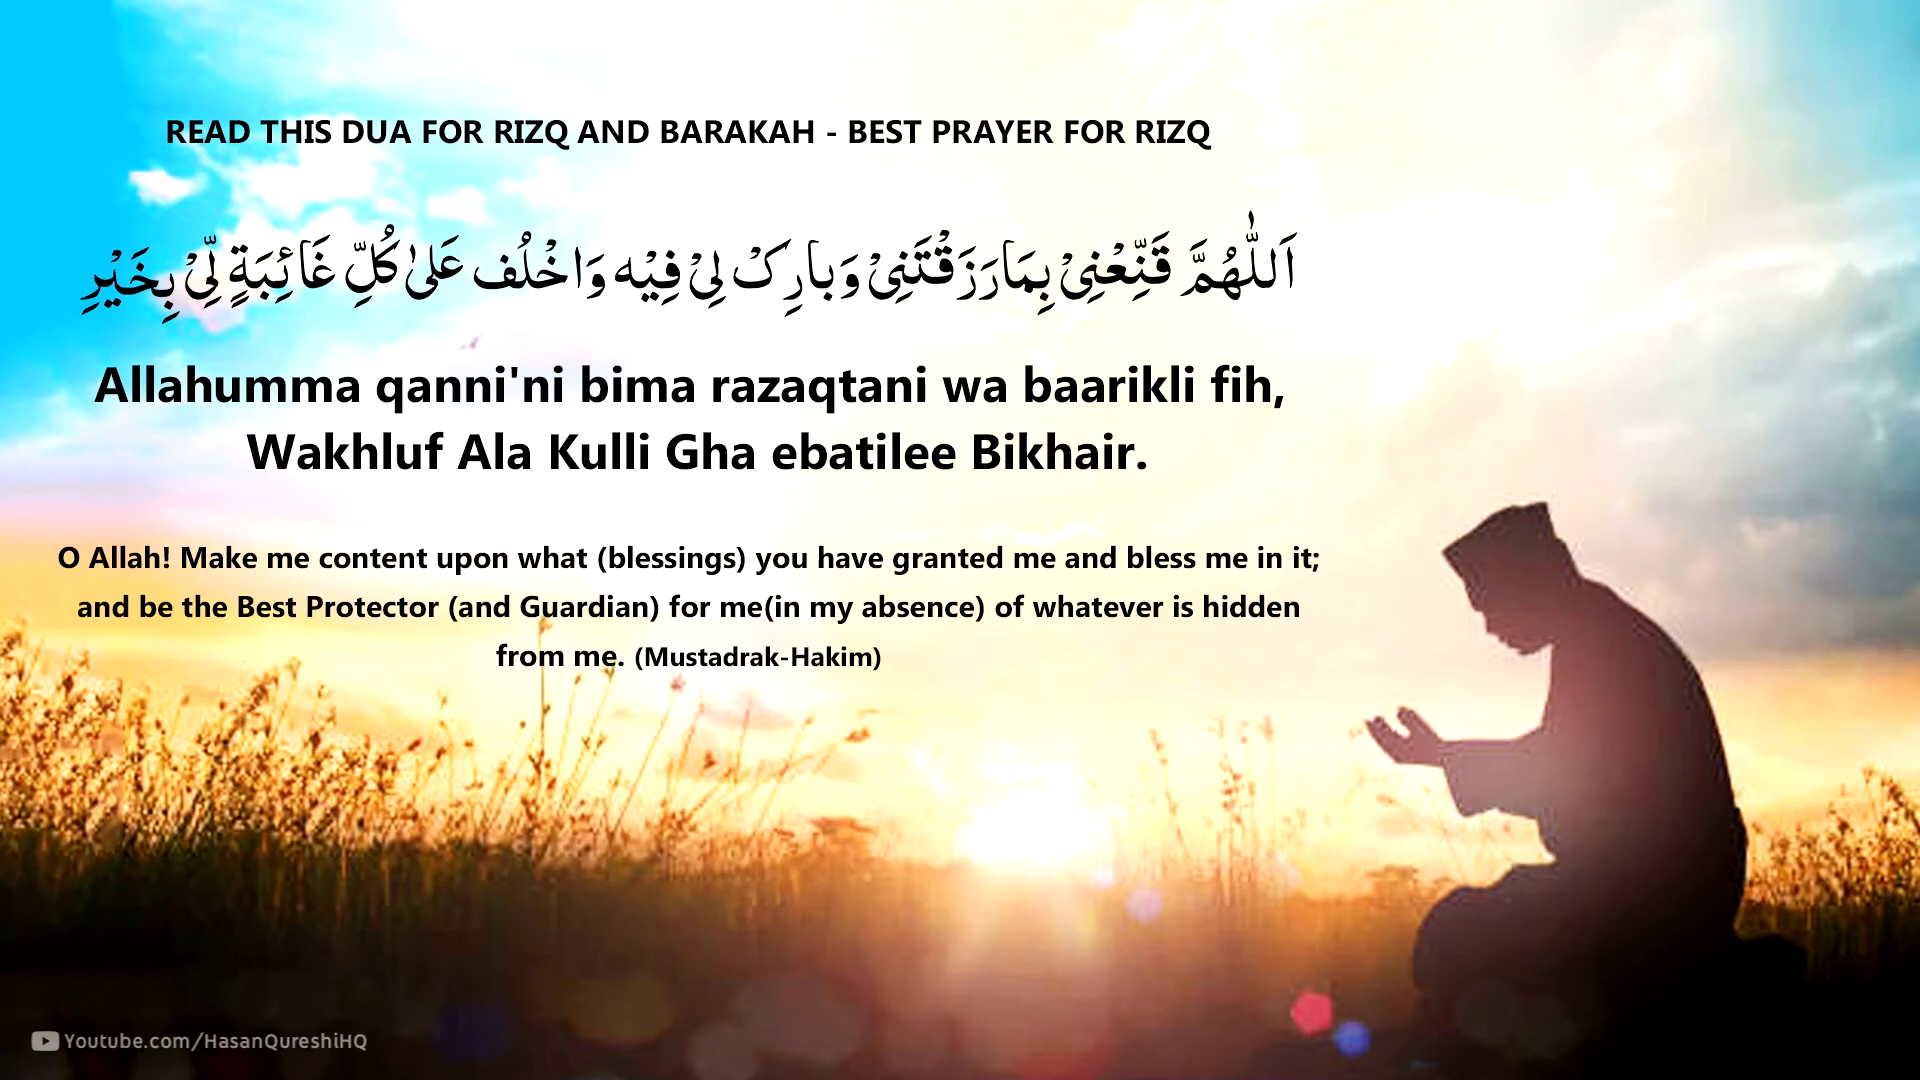 READ THIS DUA FOR RIZQ AND BARAKAH - BEST PRAYER FOR RIZQ
اَللّٰهُمَّ قَنِّعْنِيْ بِمَارَزَقْتَنِيْ وَبارِكْ لِيْ فِيْه وَاخْلُف عَلىٰ كُلِّ غَائِبَةٍ لِّيْ بِخَيْرِ
Allahumma qanni'ni bima razaqtani wa baarikli fih,
Wakhluf Ala Kulli Gha ebatilee Bikhair.
O Allah! Make me content upon what (blessings) you have granted me and bless me in it;
and be the Best Protector (and Guardian) for me(in my absence) of whatever is hidden
from me. (Mustadrak-Hakim)
Youtube.com/HasanQureshiHQ